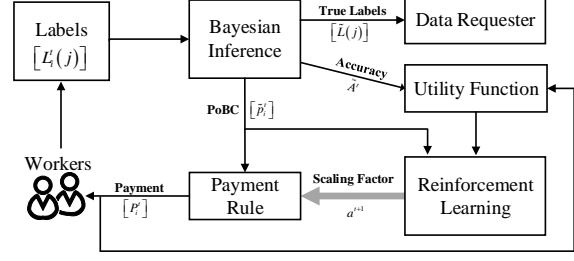 Labels
[L_i^t(j)]
Bayesian
Inference
True Labels
[L̃(j)]
Data Requester
Accuracy
Ã^t
Utility Function
PoBC
[p̃_i^t]
Workers
Payment
[P_i^t]
Payment
Rule
Scaling Factor
a^{t+1}
Reinforcement
Learning